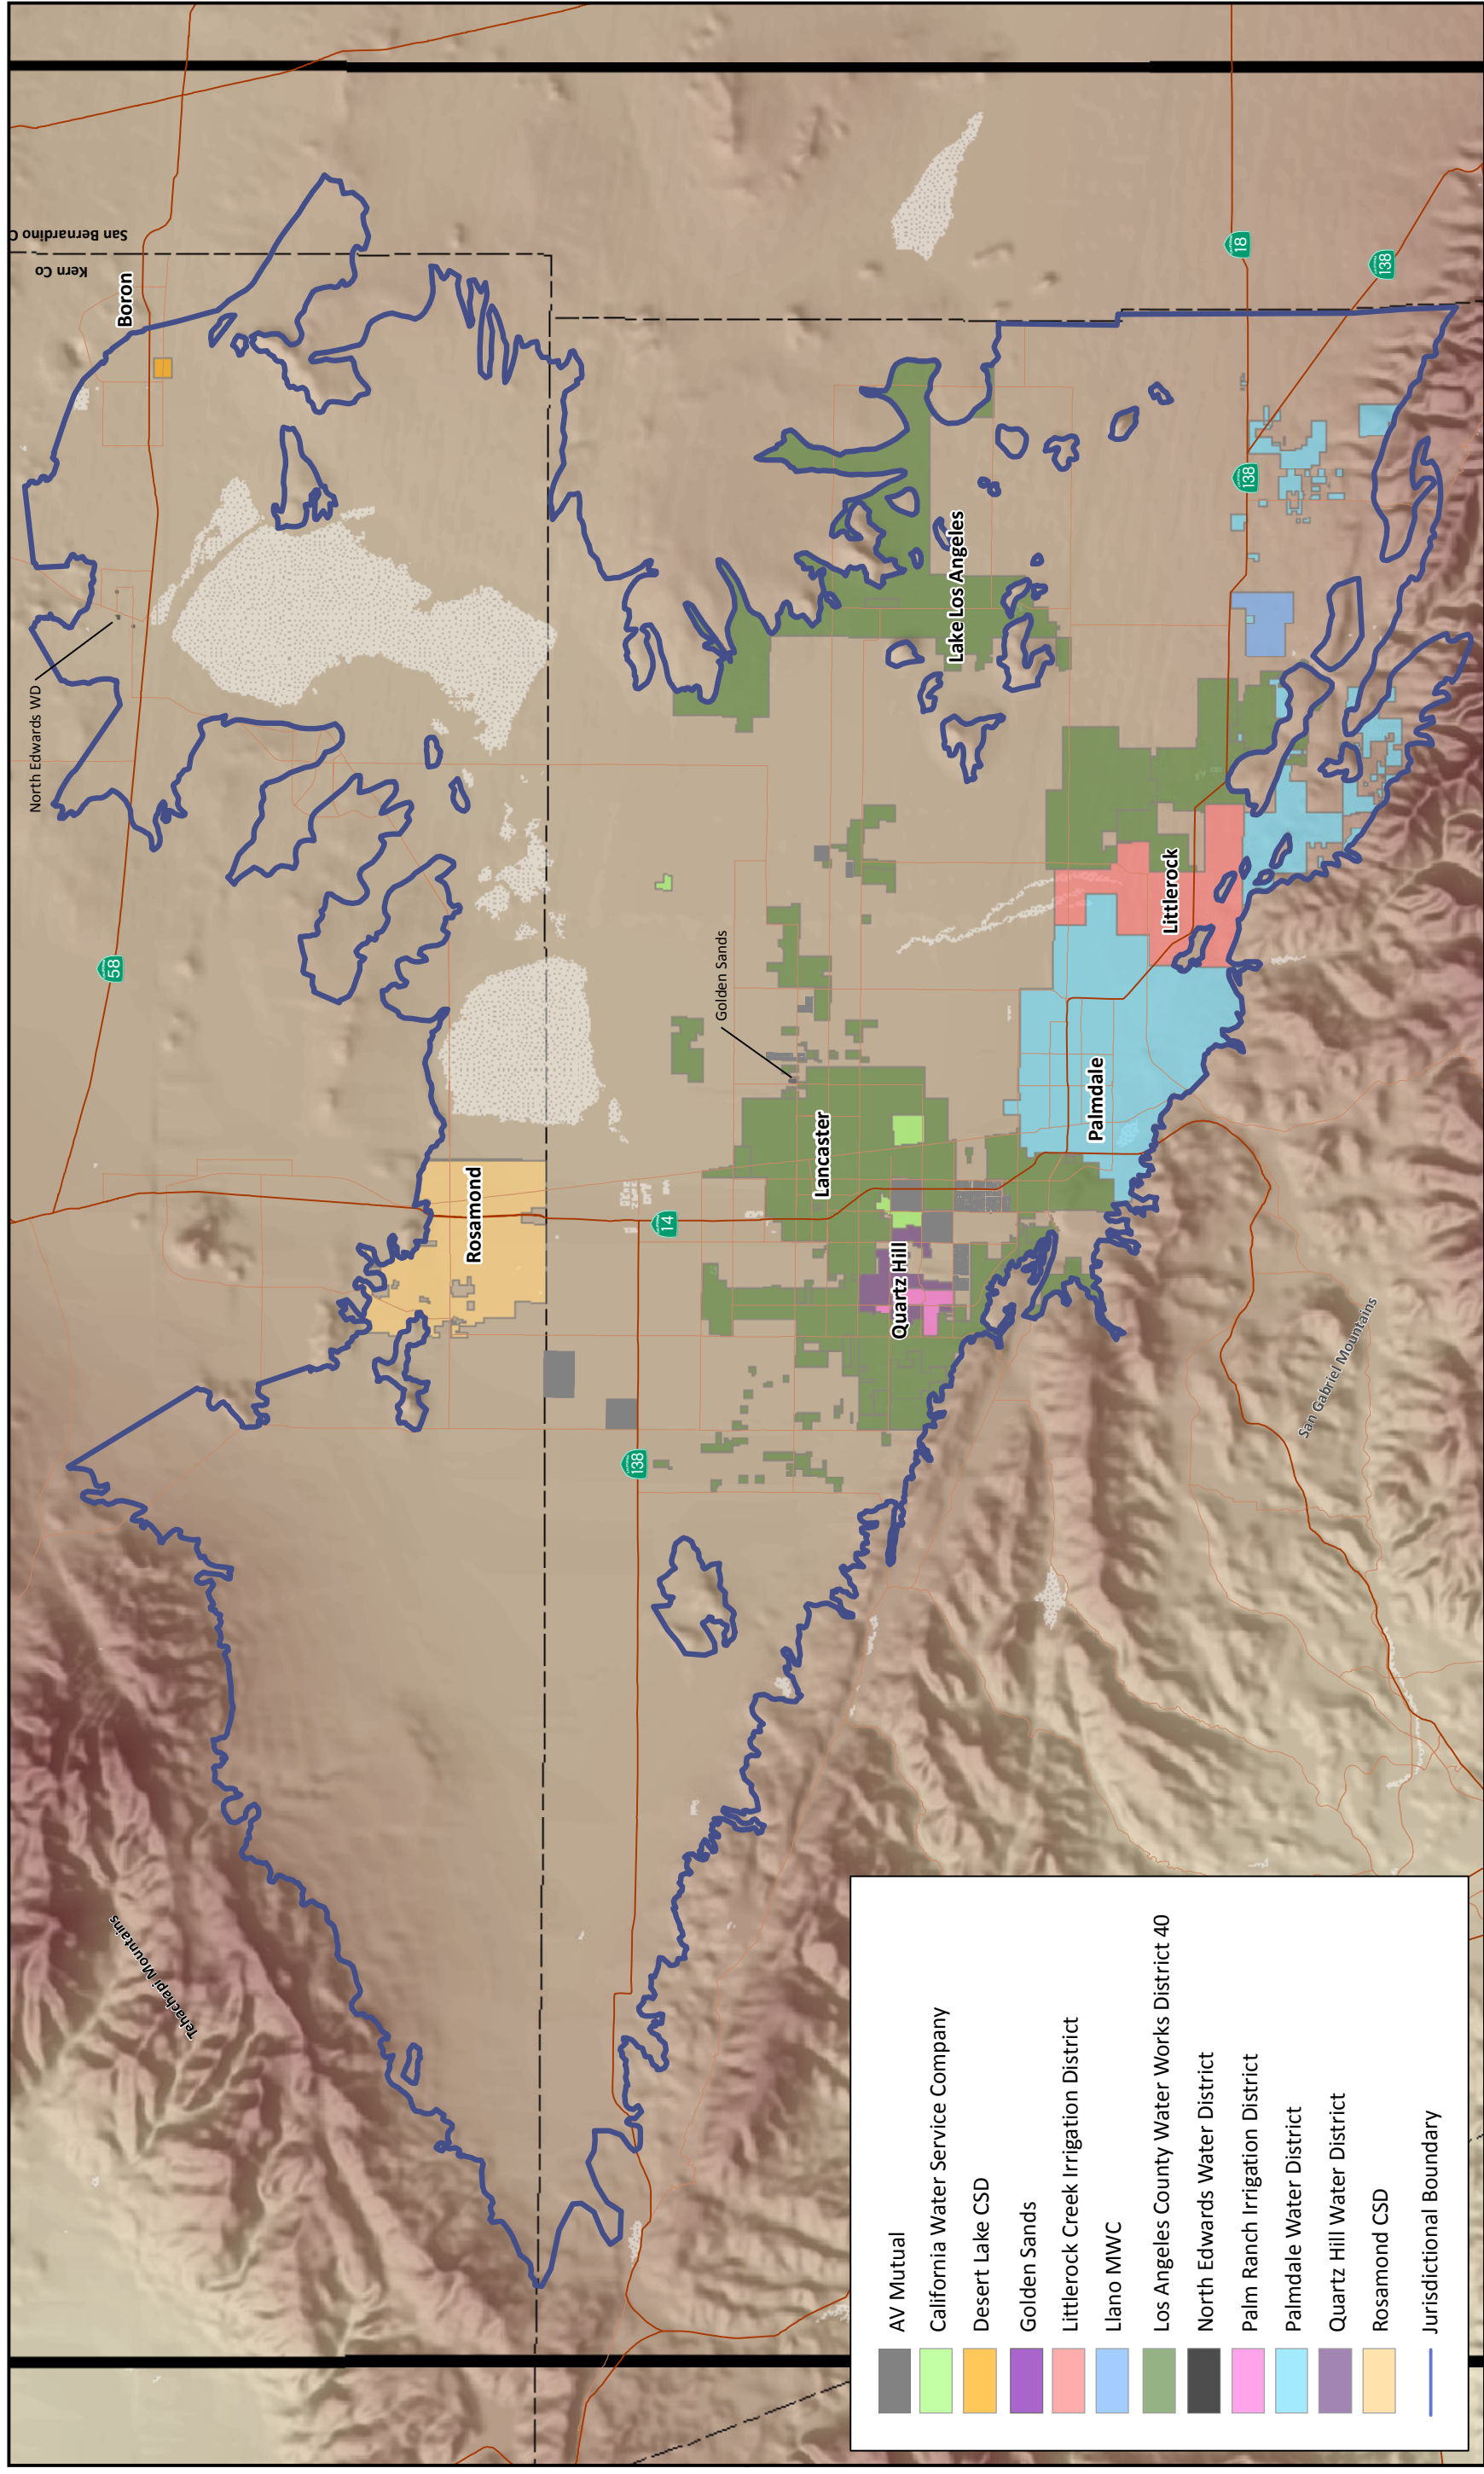 Tehachapi Mountains
58
North Edwards WD
Boron
Kern Co
San Bernardino C
Rosamond
138
14
Golden Sands
Lancaster
Quartz Hill
Lake Los Angeles
Palmdale
Littlerock
138
18
138
San Gabriel Mountains
AV Mutual
California Water Service Company
Desert Lake CSD
Golden Sands
Littlerock Creek Irrigation District
Llano MWC
Los Angeles County Water Works District 40
North Edwards Water District
Palm Ranch Irrigation District
Palmdale Water District
Quartz Hill Water District
Rosamond CSD
Jurisdictional Boundary